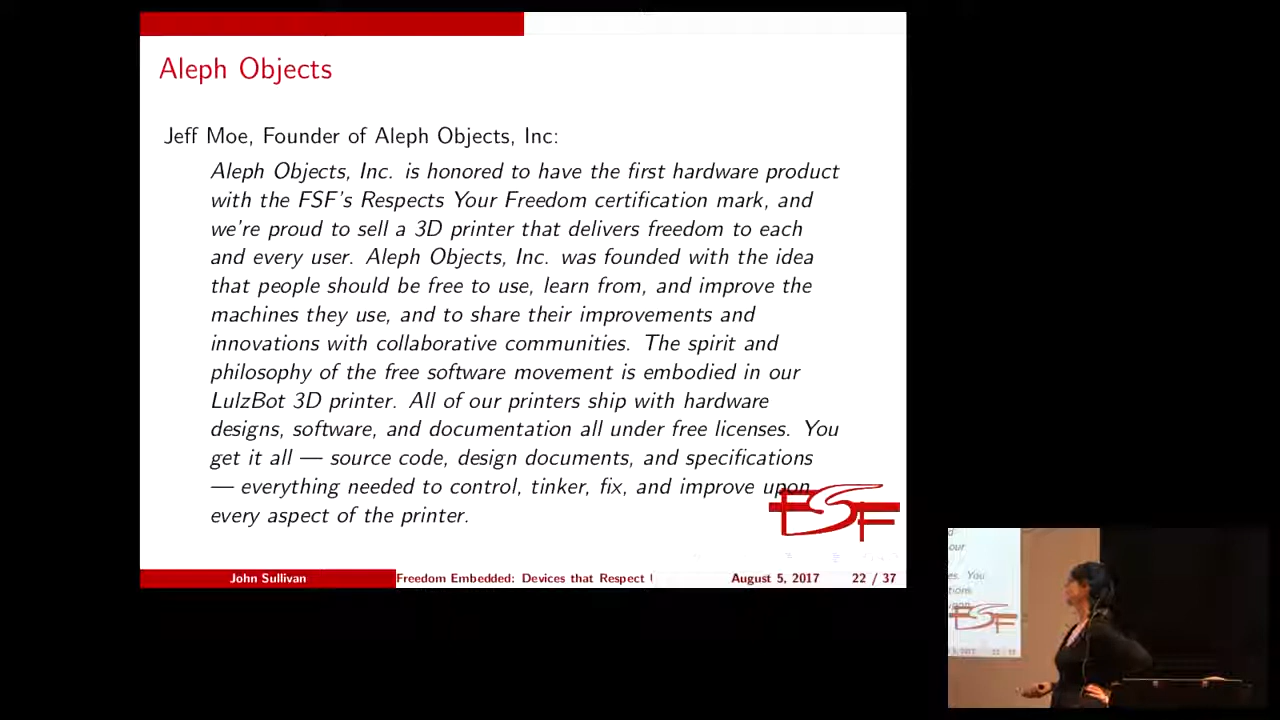 Aleph Objects
Jeff Moe, Founder of Aleph Objects, Inc:
Aleph Objects, Inc. is honored to have the first hardware product
with the FSF's Respects Your Freedom certification mark, and
we're proud to sell a 3D printer that delivers freedom to each
and every user. Aleph Objects, Inc. was founded with the idea
that people should be free to use, learn from, and improve the
machines they use, and to share their improvements and
innovations with collaborative communities. The spirit and
philosophy of the free software movement is embodied in our
LulzBot 3D printer. All of our printers ship with hardware
designs, software, and documentation all under free licenses. You
get it all — source code, design documents, and specifications
— everything needed to control, tinker, fix, and improve upon
every aspect of the printer.
FSF
John Sullivan Freedom Embedded: Devices that Respect August 5, 2017 22 / 37
our
es. You
tions
upon
FSF